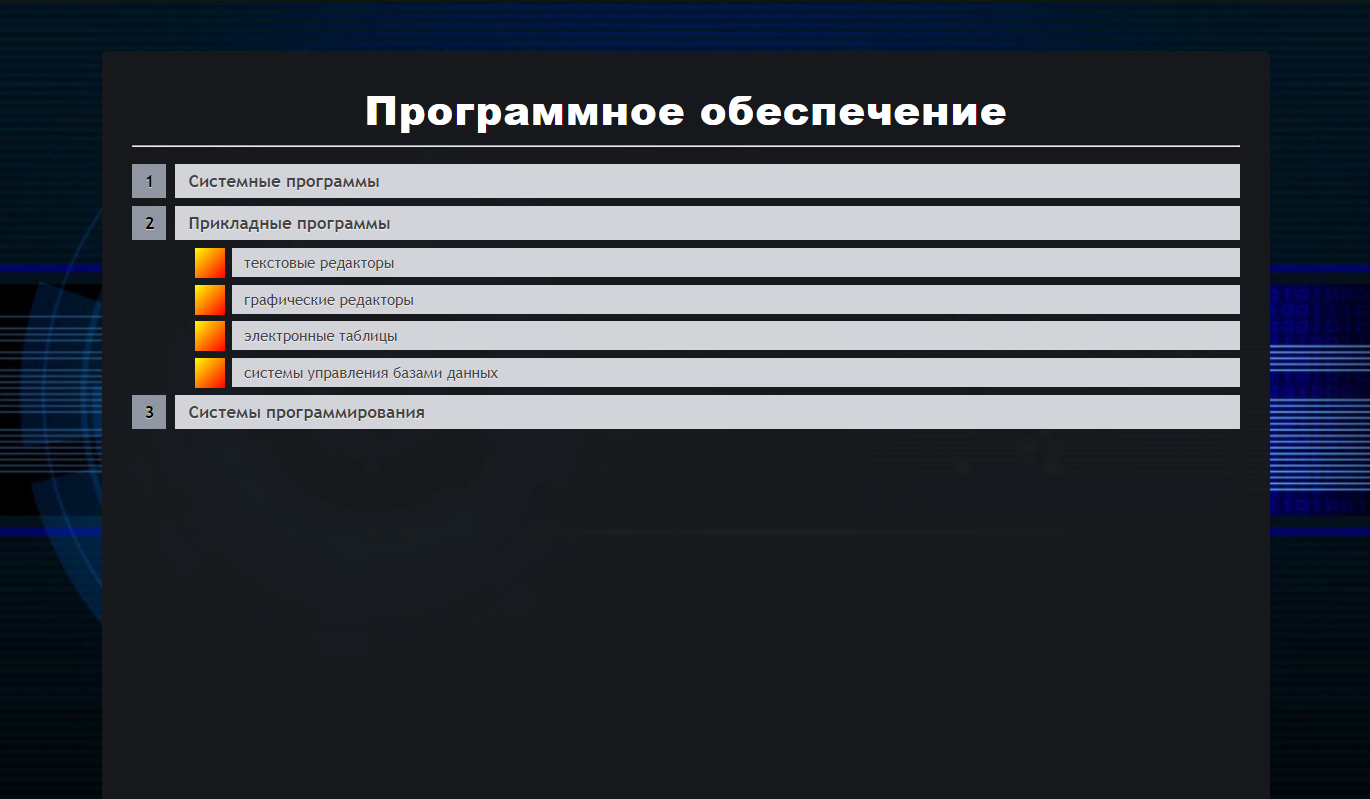 Программное обеспечение
1 Системные программы
2 Прикладные программы
текстовые редакторы
графические редакторы
электронные таблицы
системы управления базами данных
3 Системы программирования